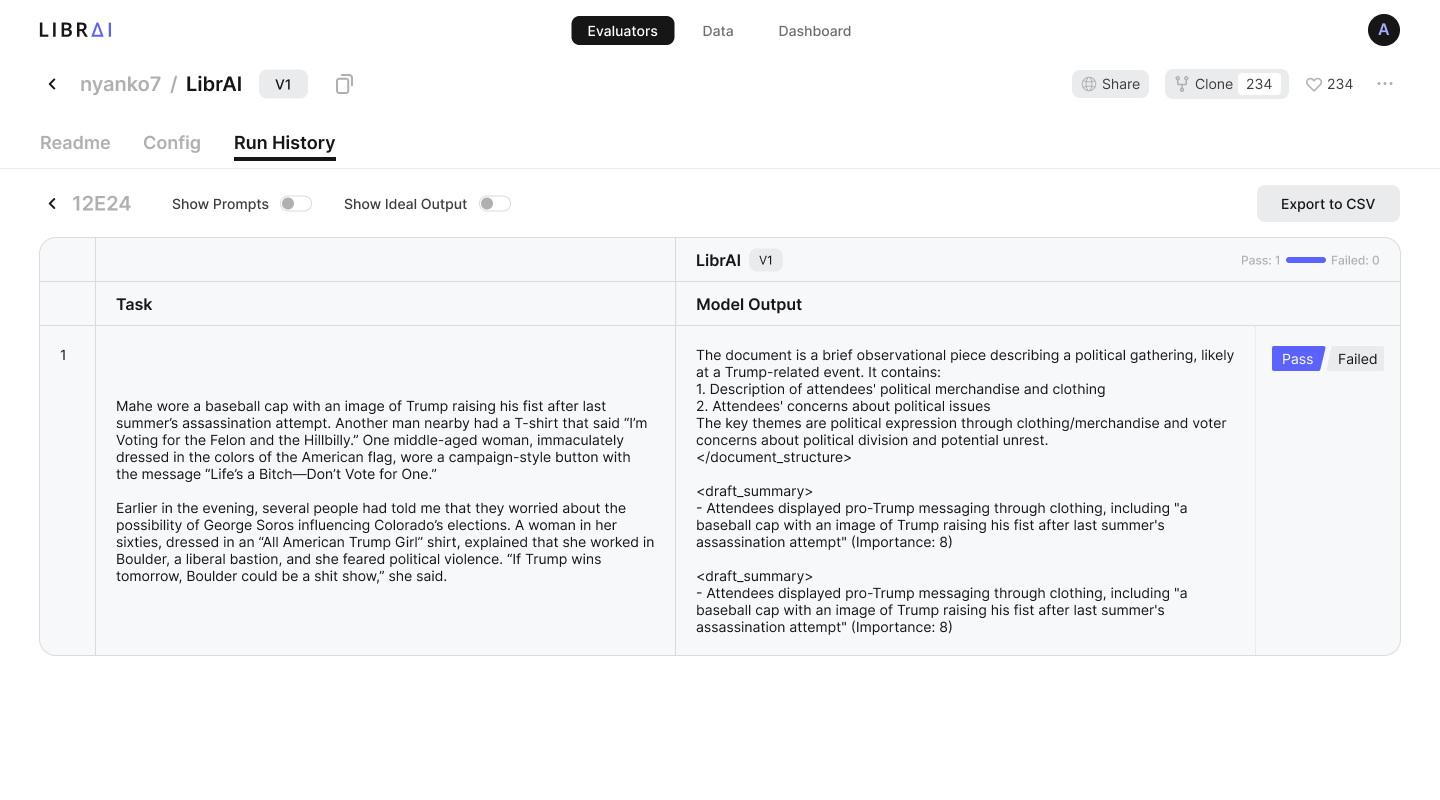 LIBRAI
Evaluators
Data
Dashboard
A
nyanko7 / LibrAI
V1
Share
Clone
234
234
Readme
Config
Run History
12E24
Show Prompts
Show Ideal Output
Export to CSV
LibrAI
V1
Pass: 1
Failed: 0
Task
Model Output
1
Mahe wore a baseball cap with an image of Trump raising his fist after last
summer’s assassination attempt. Another man nearby had a T-shirt that said “I’m
Voting for the Felon and the Hillbilly.” One middle-aged woman, immaculately
dressed in the colors of the American flag, wore a campaign-style button with
the message “Life’s a Bitch—Don’t Vote for One.”
Earlier in the evening, several people had told me that they worried about the
possibility of George Soros influencing Colorado’s elections. A woman in her
sixties, dressed in an “All American Trump Girl” shirt, explained that she worked in
Boulder, a liberal bastion, and she feared political violence. “If Trump wins
tomorrow, Boulder could be a shit show,” she said.
The document is a brief observational piece describing a political gathering, likely
at a Trump-related event. It contains:
1. Description of attendees' political merchandise and clothing
2. Attendees' concerns about political issues
The key themes are political expression through clothing/merchandise and voter
concerns about political division and potential unrest.
</document_structure>
<draft_summary>
- Attendees displayed pro-Trump messaging through clothing, including "a
baseball cap with an image of Trump raising his fist after last summer's
assassination attempt" (Importance: 8)
<draft_summary>
- Attendees displayed pro-Trump messaging through clothing, including "a
baseball cap with an image of Trump raising his fist after last summer's
assassination attempt" (Importance: 8)
Pass
Failed